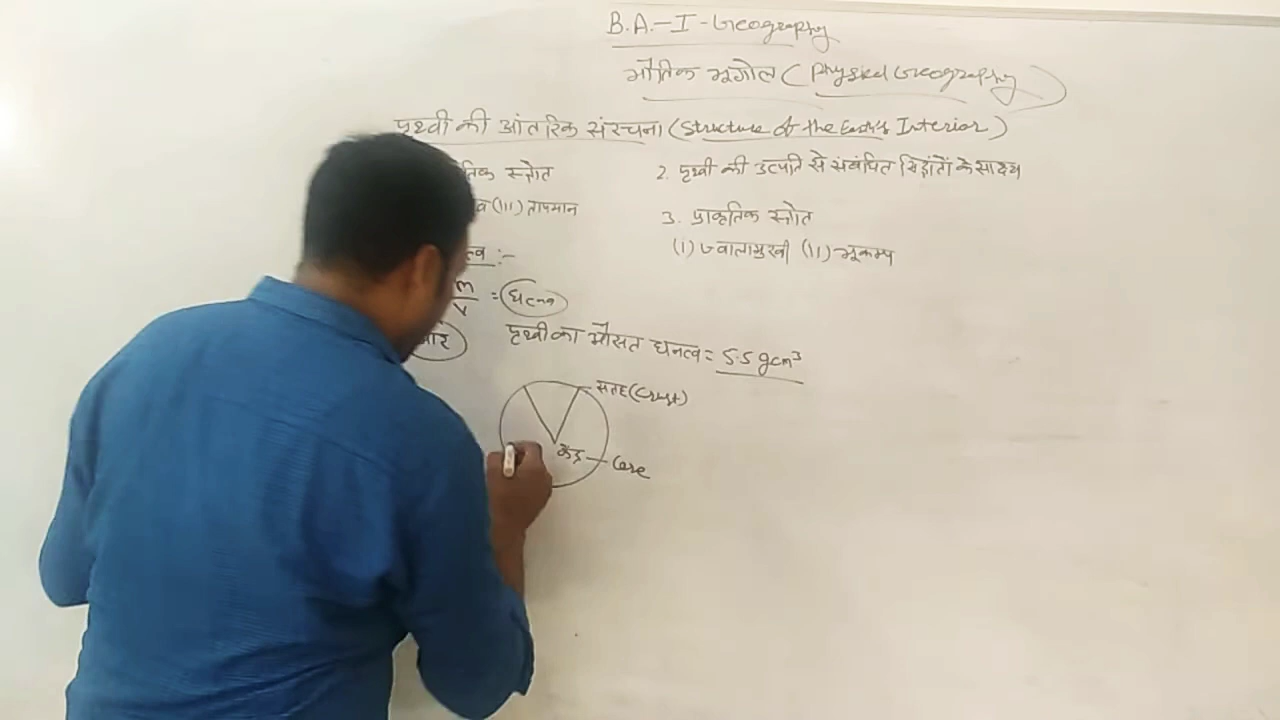 B.A.-I-Geography
भौतिक भूगोल (Physical Geography)
पृथ्वी की आंतरिक संरचना (Structure of the Earth's Interior)
तिक स्त्रोत
2. पृथ्वी की उत्पति से संबंधित सिद्धांतों के साक्ष्य
व (III) तापमान
3. प्राकृतिक स्त्रोत
(I) ज्वालामुखी (II) भूकम्प
त्व :-
m/v = घनत्व
पृथ्वी का औसत घनत्व = 5.5 gcm3
सतह (Crust)
केंद्र - Core